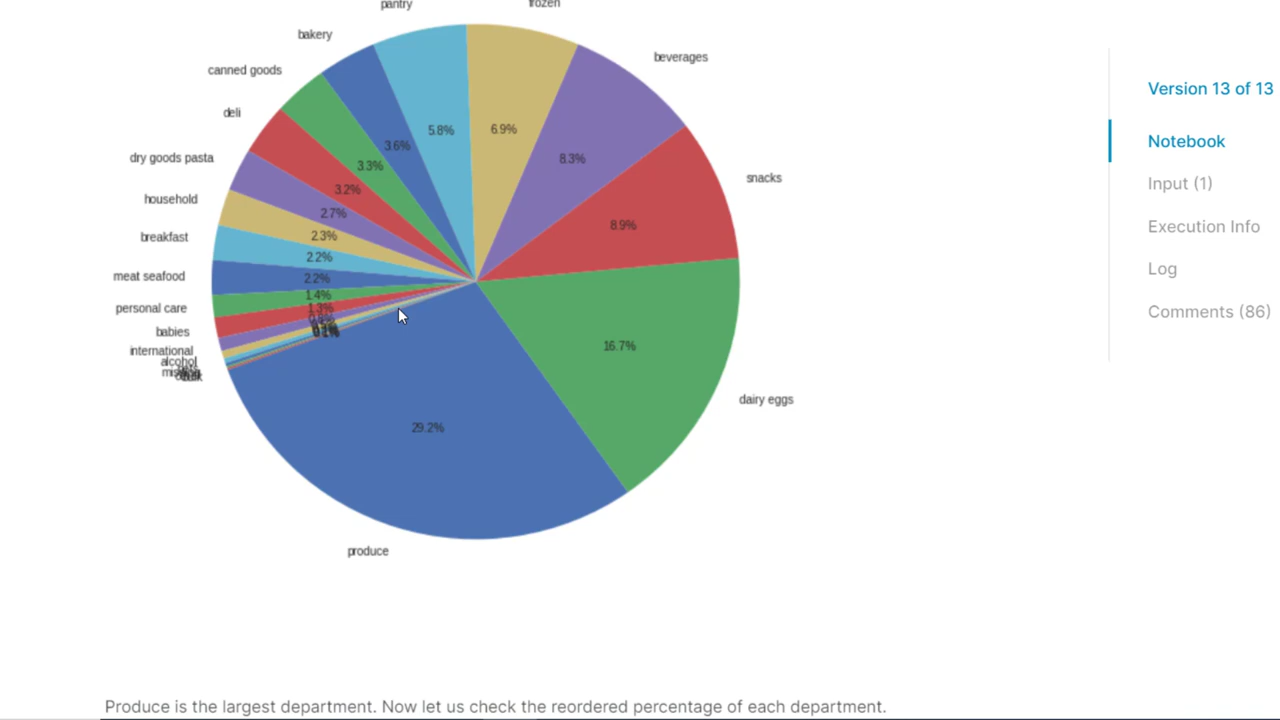 pantry
frozen
bakery
beverages
canned goods
deli
dry goods pasta
household
breakfast
meat seafood
personal care
babies
international
alcohol
snacks
dairy eggs
produce
5.8%
6.9%
3.6%
8.3%
3.3%
3.2%
8.9%
2.7%
2.3%
2.2%
2.2%
1.4%
1.3%
16.7%
29.2%
Version 13 of 13
Notebook
Input (1)
Execution Info
Log
Comments (86)
Produce is the largest department. Now let us check the reordered percentage of each department.